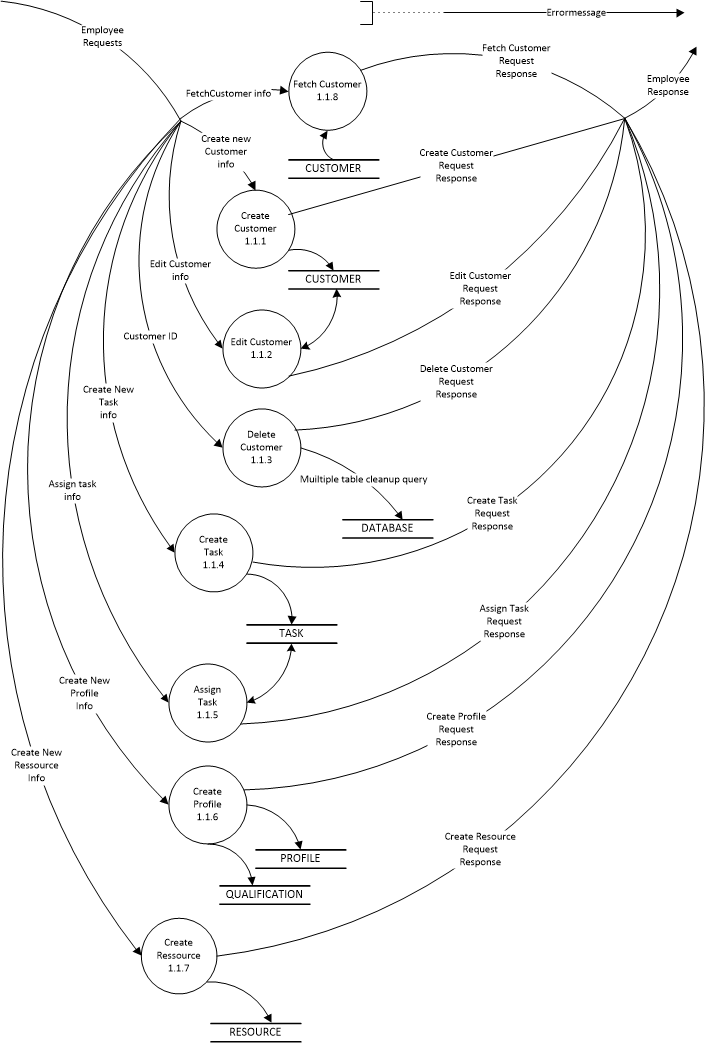 Errormessage
Employee
Requests
Fetch Customer
Request
Response
Employee
Response
FetchCustomer info
Fetch Customer
1.1.8
Create new
Customer
info
CUSTOMER
Create Customer
Request
Response
Create
Customer
1.1.1
Edit Customer
info
CUSTOMER
Edit Customer
Request
Response
Customer ID
Edit Customer
1.1.2
Create New
Task
info
Delete Customer
Request
Response
Delete
Customer
1.1.3
Assign task
info
Muiltiple table cleanup query
DATABASE
Create Task
Request
Response
Create
Task
1.1.4
TASK
Assign Task
Request
Response
Create New
Profile
Info
Assign
Task
1.1.5
Create Profile
Request
Response
Create New
Ressource
Info
Create
Profile
1.1.6
PROFILE
QUALIFICATION
Create Resource
Request
Response
Create
Ressource
1.1.7
RESOURCE